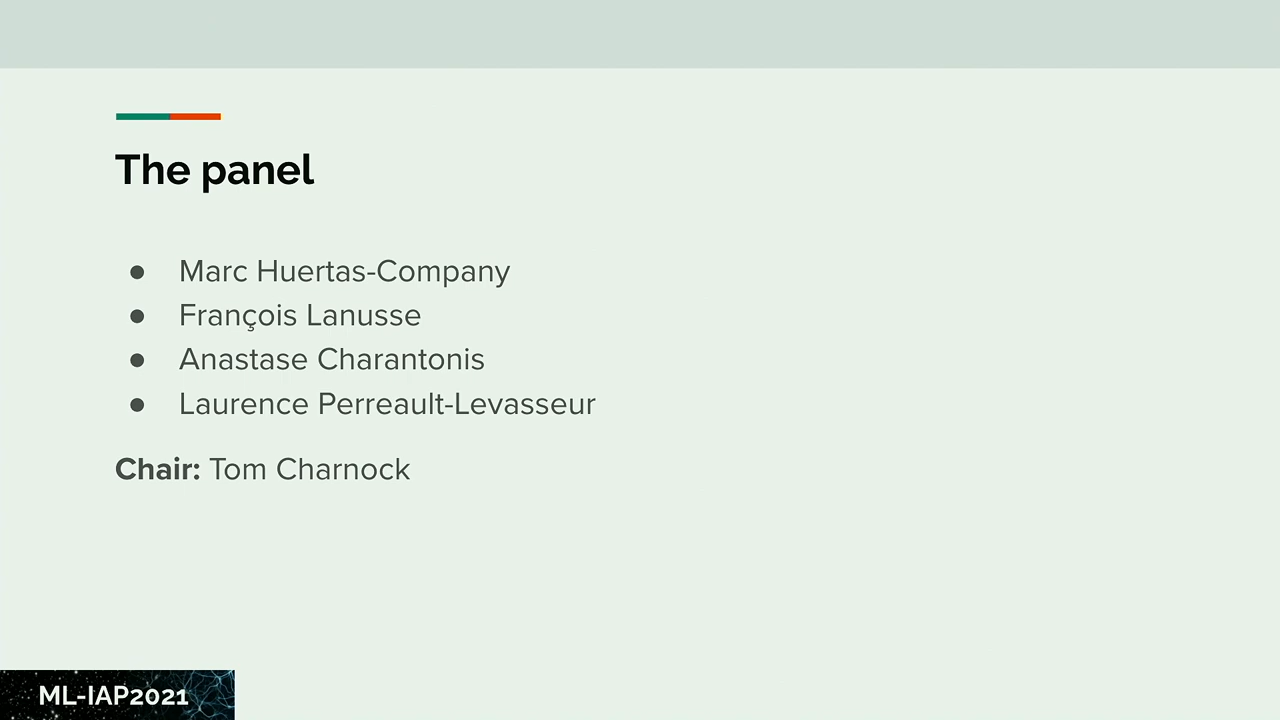 The panel
● Marc Huertas-Company
● François Lanusse
● Anastase Charantonis
● Laurence Perreault-Levasseur
Chair: Tom Charnock
ML-IAP2021